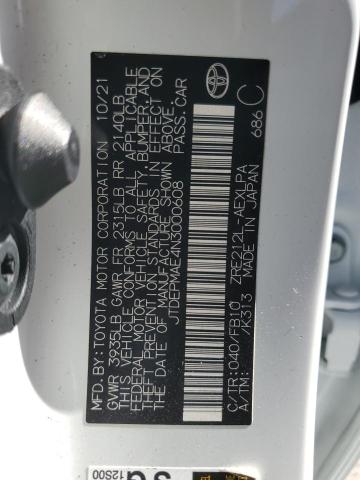 MFD.BY:TOYOTA MOTOR CORPORATION 10/21
GVWR 3935LB GAWR FR 2315LB RR 2140LB
THIS VEHICLE CONFORMS TO ALL APPLICABLE
FEDERAL MOTOR VEHICLE SAFETY, BUMPER, AND
THEFT PREVENTION STANDARDS IN EFFECT ON
THE DATE OF MANUFACTURE SHOWN ABOVE.
JTDEPMAE4N3000608 PASS.CAR
C/TR:040/FB10 ZRE212L-AEXLPA
A/TM: /K313 MADE IN JAPAN 686 C
12S00